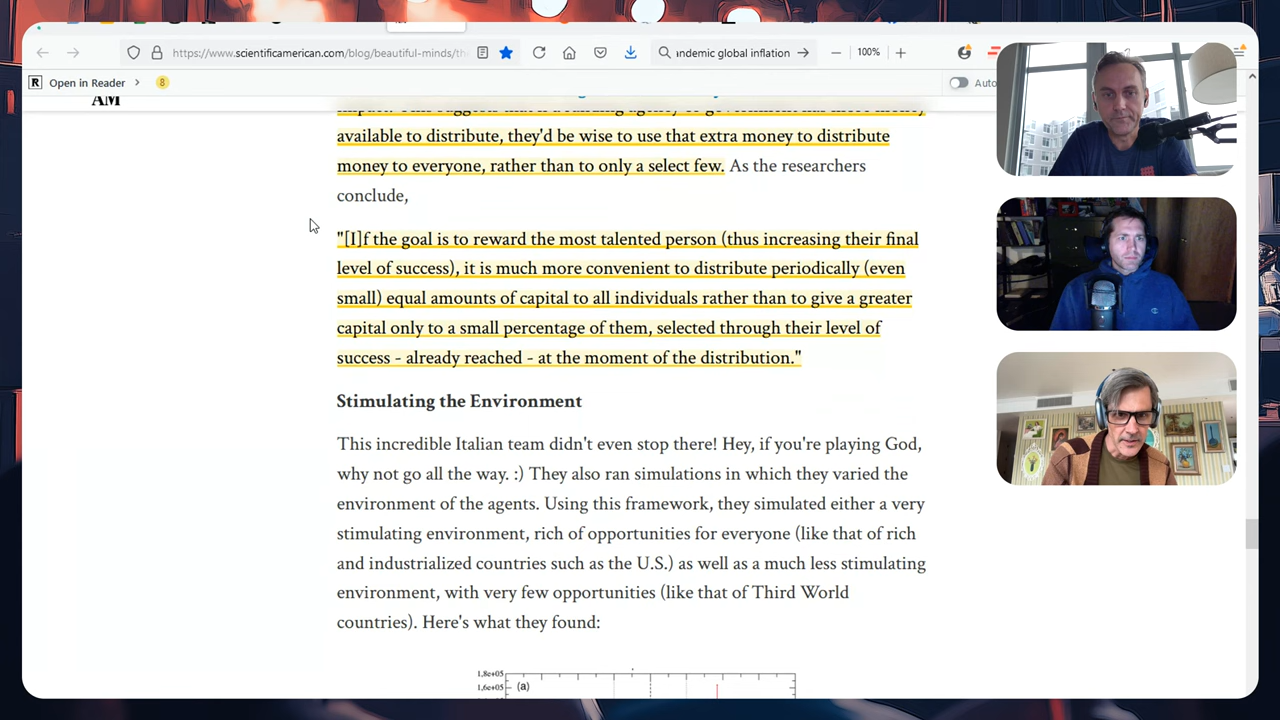 https://www.scientificamerican.com/blog/beautiful-minds/th
andemic global inflation
100%
Open in Reader
8
Auto
AM
available to distribute, they'd be wise to use that extra money to distribute
money to everyone, rather than to only a select few. As the researchers
conclude,
"[I]f the goal is to reward the most talented person (thus increasing their final
level of success), it is much more convenient to distribute periodically (even
small) equal amounts of capital to all individuals rather than to give a greater
capital only to a small percentage of them, selected through their level of
success - already reached - at the moment of the distribution."
Stimulating the Environment
This incredible Italian team didn't even stop there! Hey, if you're playing God,
why not go all the way. :) They also ran simulations in which they varied the
environment of the agents. Using this framework, they simulated either a very
stimulating environment, rich of opportunities for everyone (like that of rich
and industrialized countries such as the U.S.) as well as a much less stimulating
environment, with very few opportunities (like that of Third World
countries). Here's what they found:
1,8e+05
1,6e+05
(a)